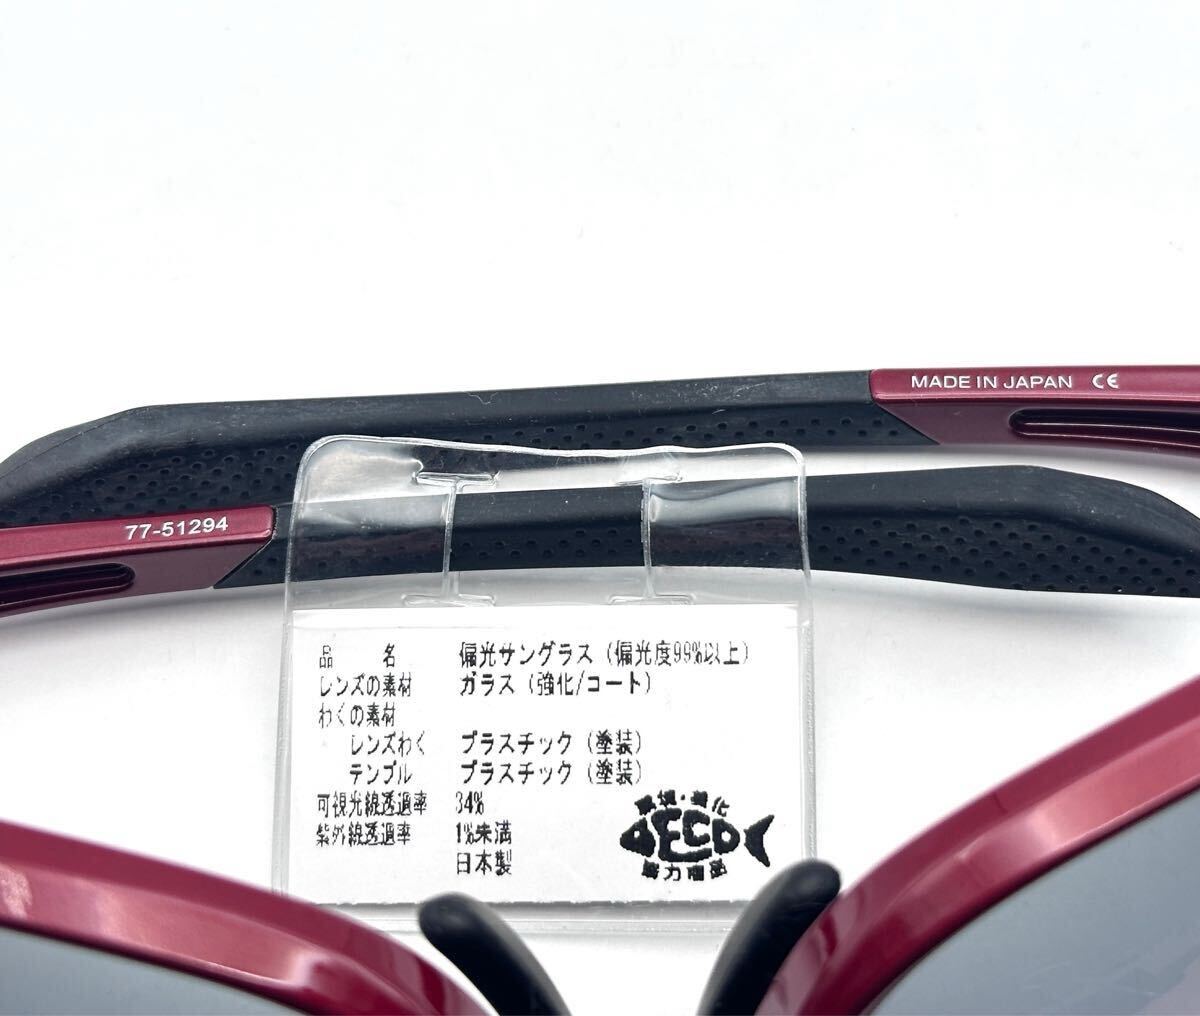 MADE IN JAPAN CE
77-51294
品 名 偏光サングラス (偏光度99%以上)
レンズの素材 ガラス (強化/コート)
わくの素材
レンズわく プラスチック (塗装)
テンプル プラスチック (塗装)
可視光線透過率 34%
紫外線透過率 1%未満
日本製
ECO
協力商品